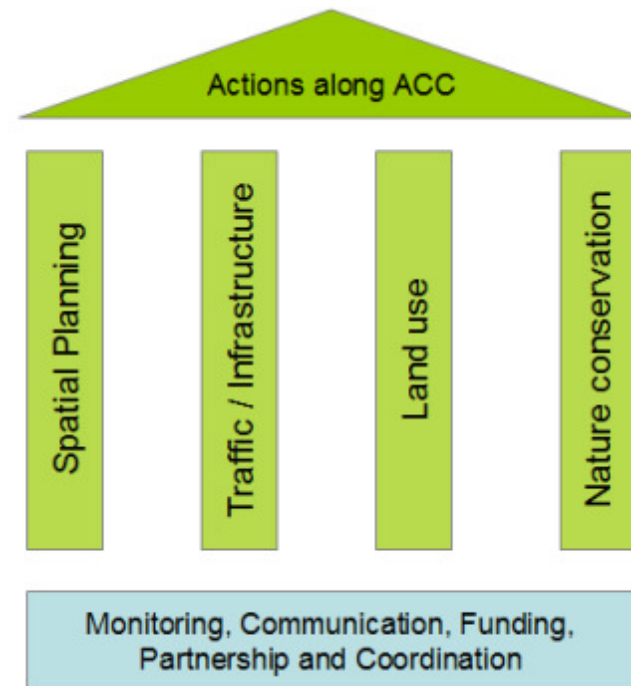 Actions along ACC
Spatial Planning
Traffic / Infrastructure
Land use
Nature conservation
Monitoring, Communication, Funding,
Partnership and Coordination